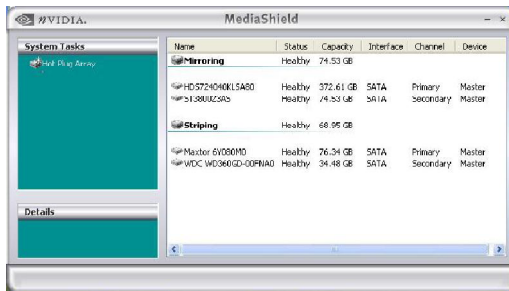 NVIDIA. MediaShield
System Tasks
Hot Plug Array
Details
Name Status Capacity Interface Channel Device
Mirroring Healthy 74.53 GB
HDS724040KLSA80 Healthy 372.61 GB SATA Primary Master
ST380023AS Healthy 74.53 GB SATA Secondary Master
Striping Healthy 68.95 GB
Maxtor 6Y080M0 Healthy 76.34 GB SATA Primary Master
WDC WD360GD-00FNA0 Healthy 34.48 GB SATA Secondary Master